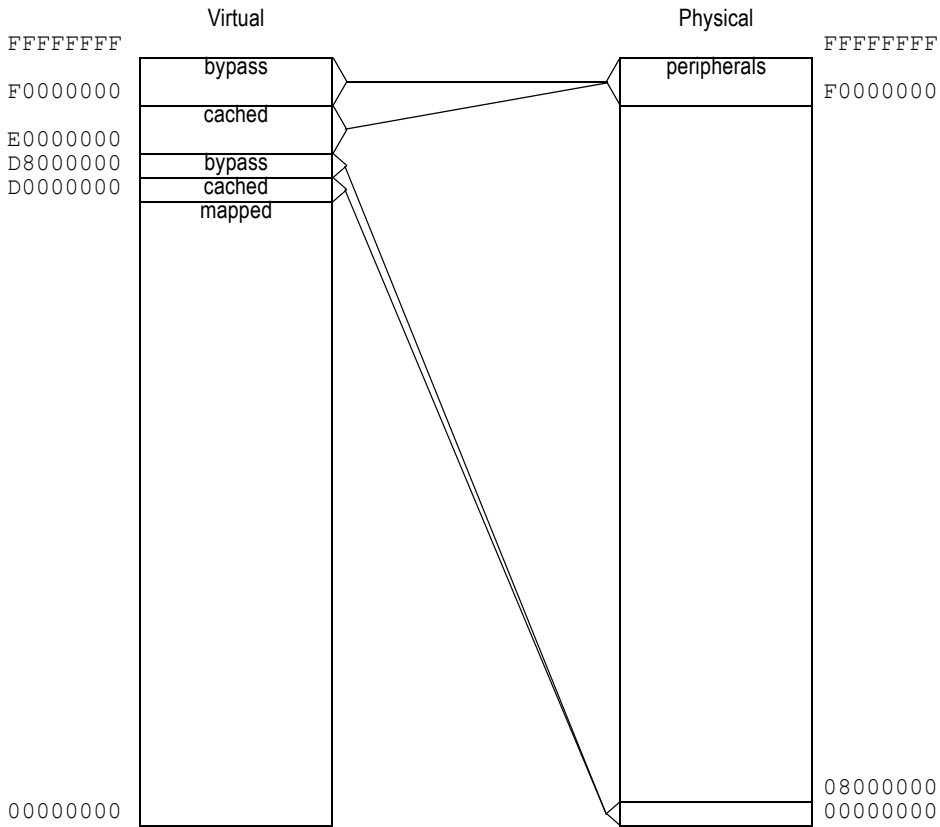 Virtual
Physical
FFFFFFFF
FFFFFFFF
bypass
peripherals
F0000000
F0000000
cached
E0000000
D8000000
bypass
D0000000
cached
mapped
08000000
00000000
00000000